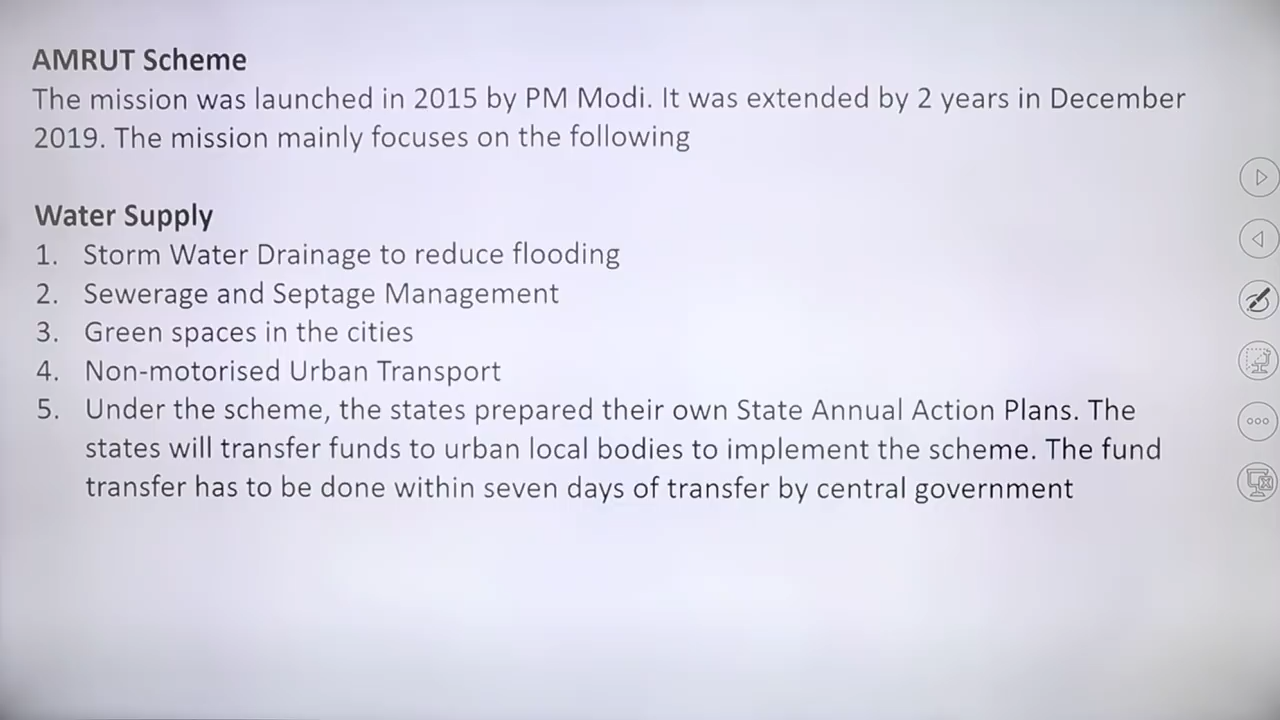 AMRUT Scheme
The mission was launched in 2015 by PM Modi. It was extended by 2 years in December
2019. The mission mainly focuses on the following
Water Supply
1. Storm Water Drainage to reduce flooding
2. Sewerage and Septage Management
3. Green spaces in the cities
4. Non-motorised Urban Transport
5. Under the scheme, the states prepared their own State Annual Action Plans. The
states will transfer funds to urban local bodies to implement the scheme. The fund
transfer has to be done within seven days of transfer by central government